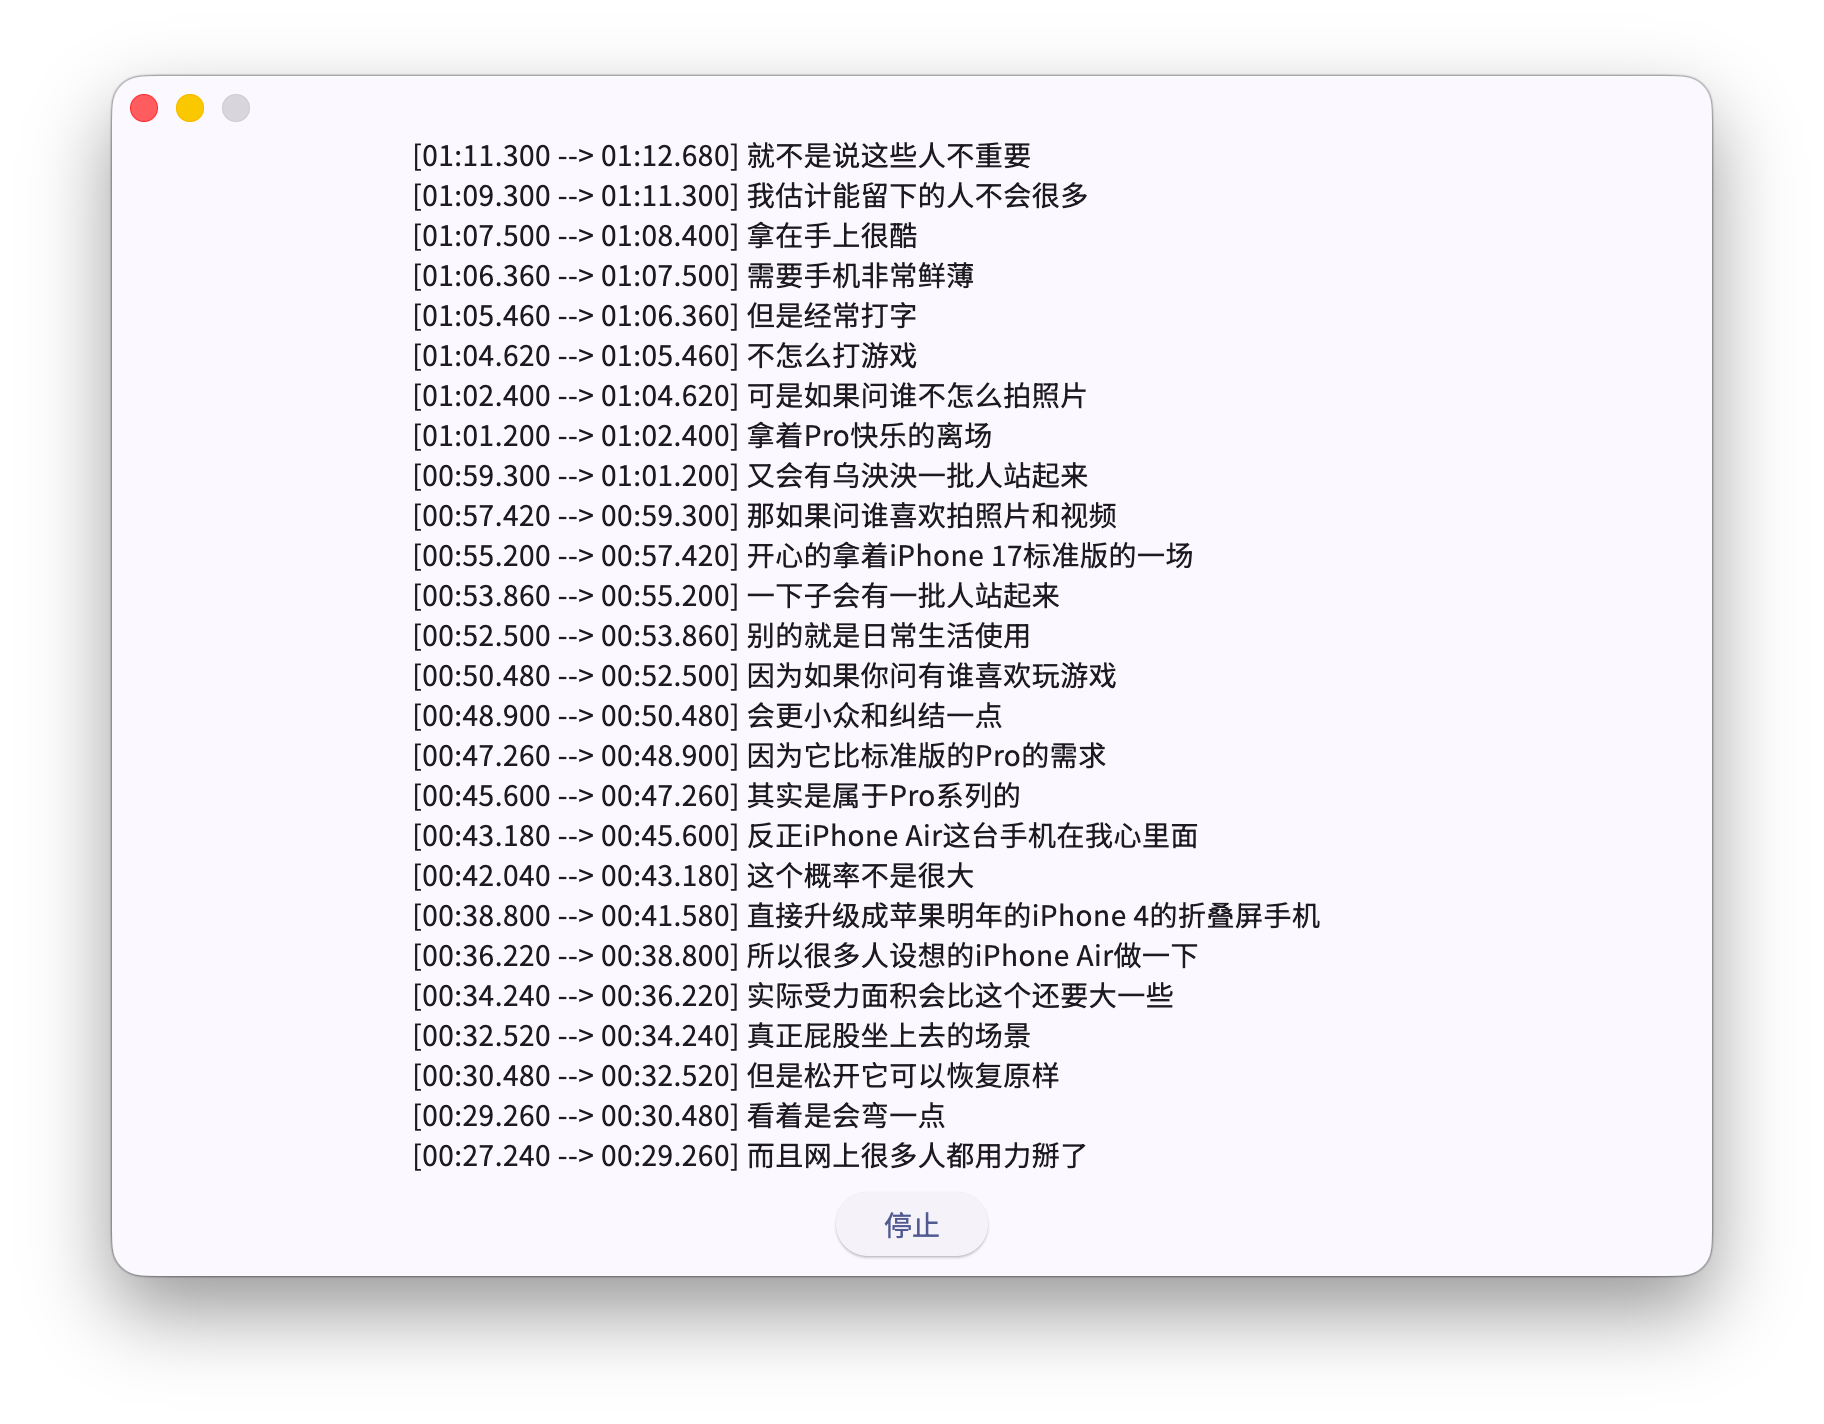 [01:11.300 --> 01:12.680] 就不是说这些人不重要
[01:09.300 --> 01:11.300] 我估计能留下的人不会很多
[01:07.500 --> 01:08.400] 拿在手上很酷
[01:06.360 --> 01:07.500] 需要手机非常鲜薄
[01:05.460 --> 01:06.360] 但是经常打字
[01:04.620 --> 01:05.460] 不怎么打游戏
[01:02.400 --> 01:04.620] 可是如果问谁不怎么拍照片
[01:01.200 --> 01:02.400] 拿着Pro快乐的离场
[00:59.300 --> 01:01.200] 又会有乌泱泱一批人站起来
[00:57.420 --> 00:59.300] 那如果问谁喜欢拍照片和视频
[00:55.200 --> 00:57.420] 开心的拿着iPhone 17标准版的一场
[00:53.860 --> 00:55.200] 一下子会有一批人站起来
[00:52.500 --> 00:53.860] 别的就是日常生活使用
[00:50.480 --> 00:52.500] 因为如果你问有谁喜欢玩游戏
[00:48.900 --> 00:50.480] 会更小众和纠结一点
[00:47.260 --> 00:48.900] 因为它比标准版的Pro的需求
[00:45.600 --> 00:47.260] 其实是属于Pro系列的
[00:43.180 --> 00:45.600] 反正iPhone Air这台手机在我心里面
[00:42.040 --> 00:43.180] 这个概率不是很大
[00:38.800 --> 00:41.580] 直接升级成苹果明年的iPhone 4的折叠屏手机
[00:36.220 --> 00:38.800] 所以很多人设想的iPhone Air做一下
[00:34.240 --> 00:36.220] 实际受力面积会比这个还要大一些
[00:32.520 --> 00:34.240] 真正屁股坐上去的场景
[00:30.480 --> 00:32.520] 但是松开它可以恢复原样
[00:29.260 --> 00:30.480] 看着是会弯一点
[00:27.240 --> 00:29.260] 而且网上很多人都用力掰了
停止